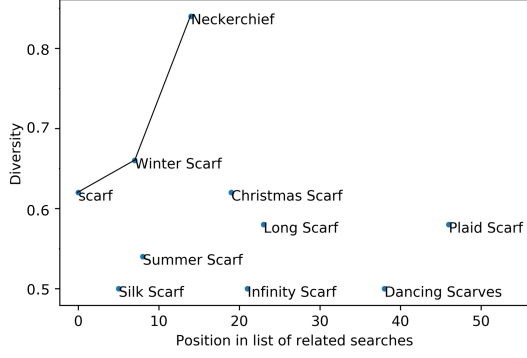 Neckerchief
0.8
0.7
Winter Scarf
scarf
Christmas Scarf
0.6
Long Scarf
Plaid Scarf
Summer Scarf
0.5
Silk Scarf
Infinity Scarf
Dancing Scarves
Diversity
0 10 20 30 40 50
Position in list of related searches